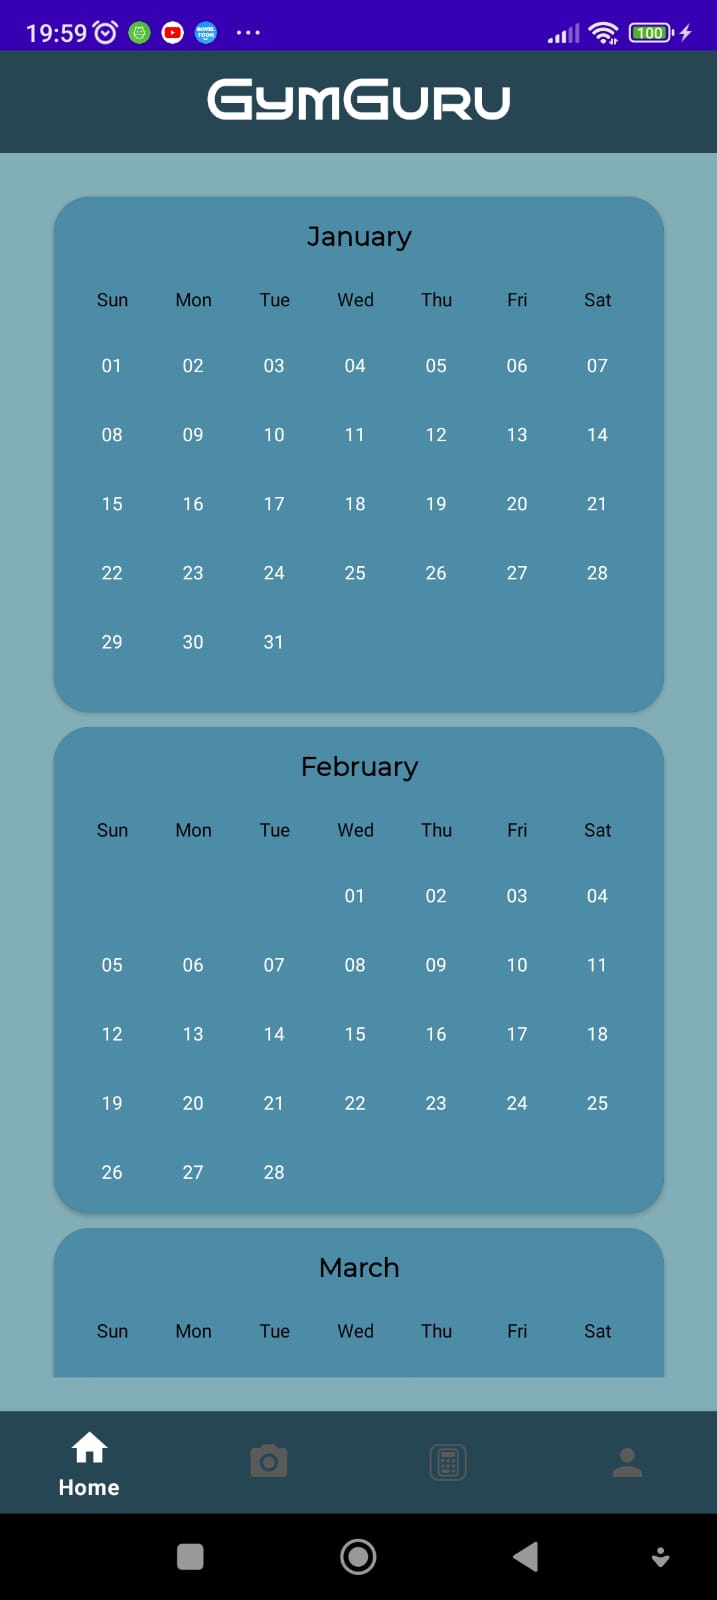 19:59 NOVEL TOON ... 100
GYMGURU
January
Sun Mon Tue Wed Thu Fri Sat
01 02 03 04 05 06 07
08 09 10 11 12 13 14
15 16 17 18 19 20 21
22 23 24 25 26 27 28
29 30 31
February
Sun Mon Tue Wed Thu Fri Sat
01 02 03 04
05 06 07 08 09 10 11
12 13 14 15 16 17 18
19 20 21 22 23 24 25
26 27 28
March
Sun Mon Tue Wed Thu Fri Sat
Home